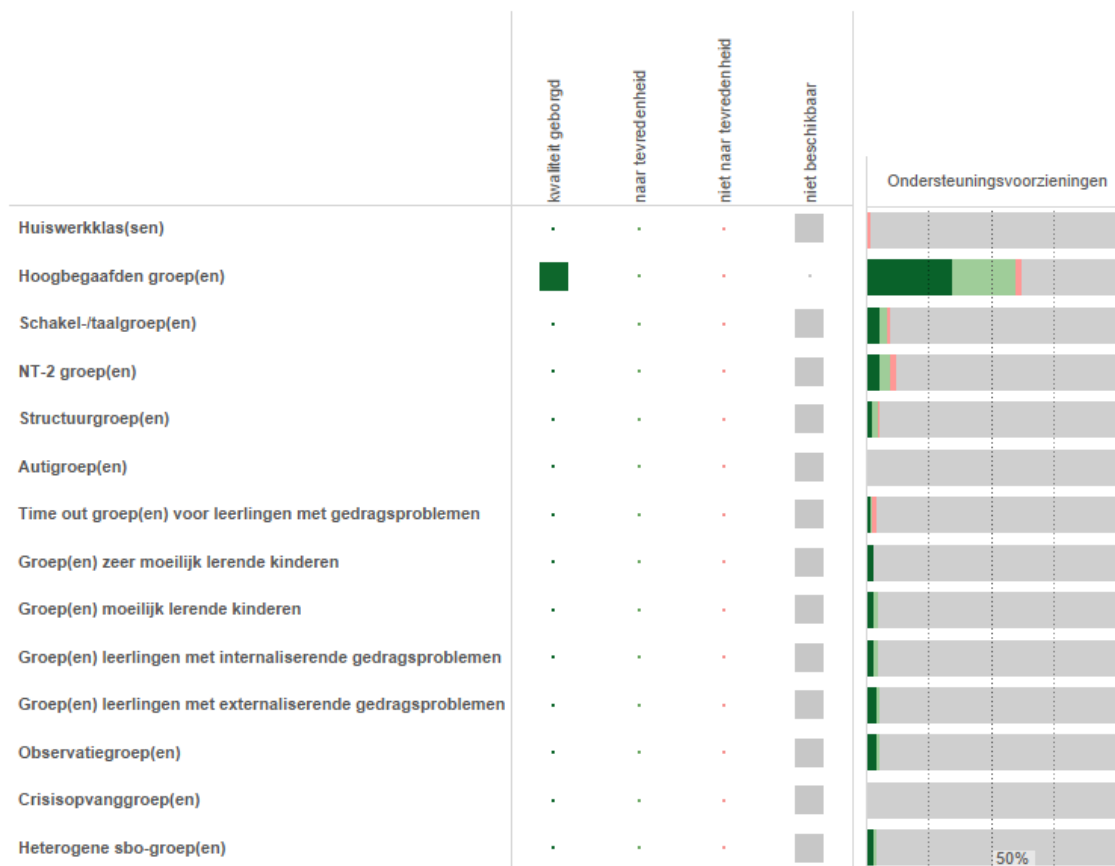 kwaliteit geborgd
naar tevredenheid
niet naar tevredenheid
niet beschikbaar
Ondersteuningsvoorzieningen
Huiswerkklas(sen)
Hoogbegaafden groep(en)
Schakel-/taalgroep(en)
NT-2 groep(en)
Structuurgroep(en)
Autigroep(en)
Time out groep(en) voor leerlingen met gedragsproblemen
Groep(en) zeer moeilijk lerende kinderen
Groep(en) moeilijk lerende kinderen
Groep(en) leerlingen met internaliserende gedragsproblemen
Groep(en) leerlingen met externaliserende gedragsproblemen
Observatiegroep(en)
Crisisopvanggroep(en)
Heterogene sbo-groep(en)
50%